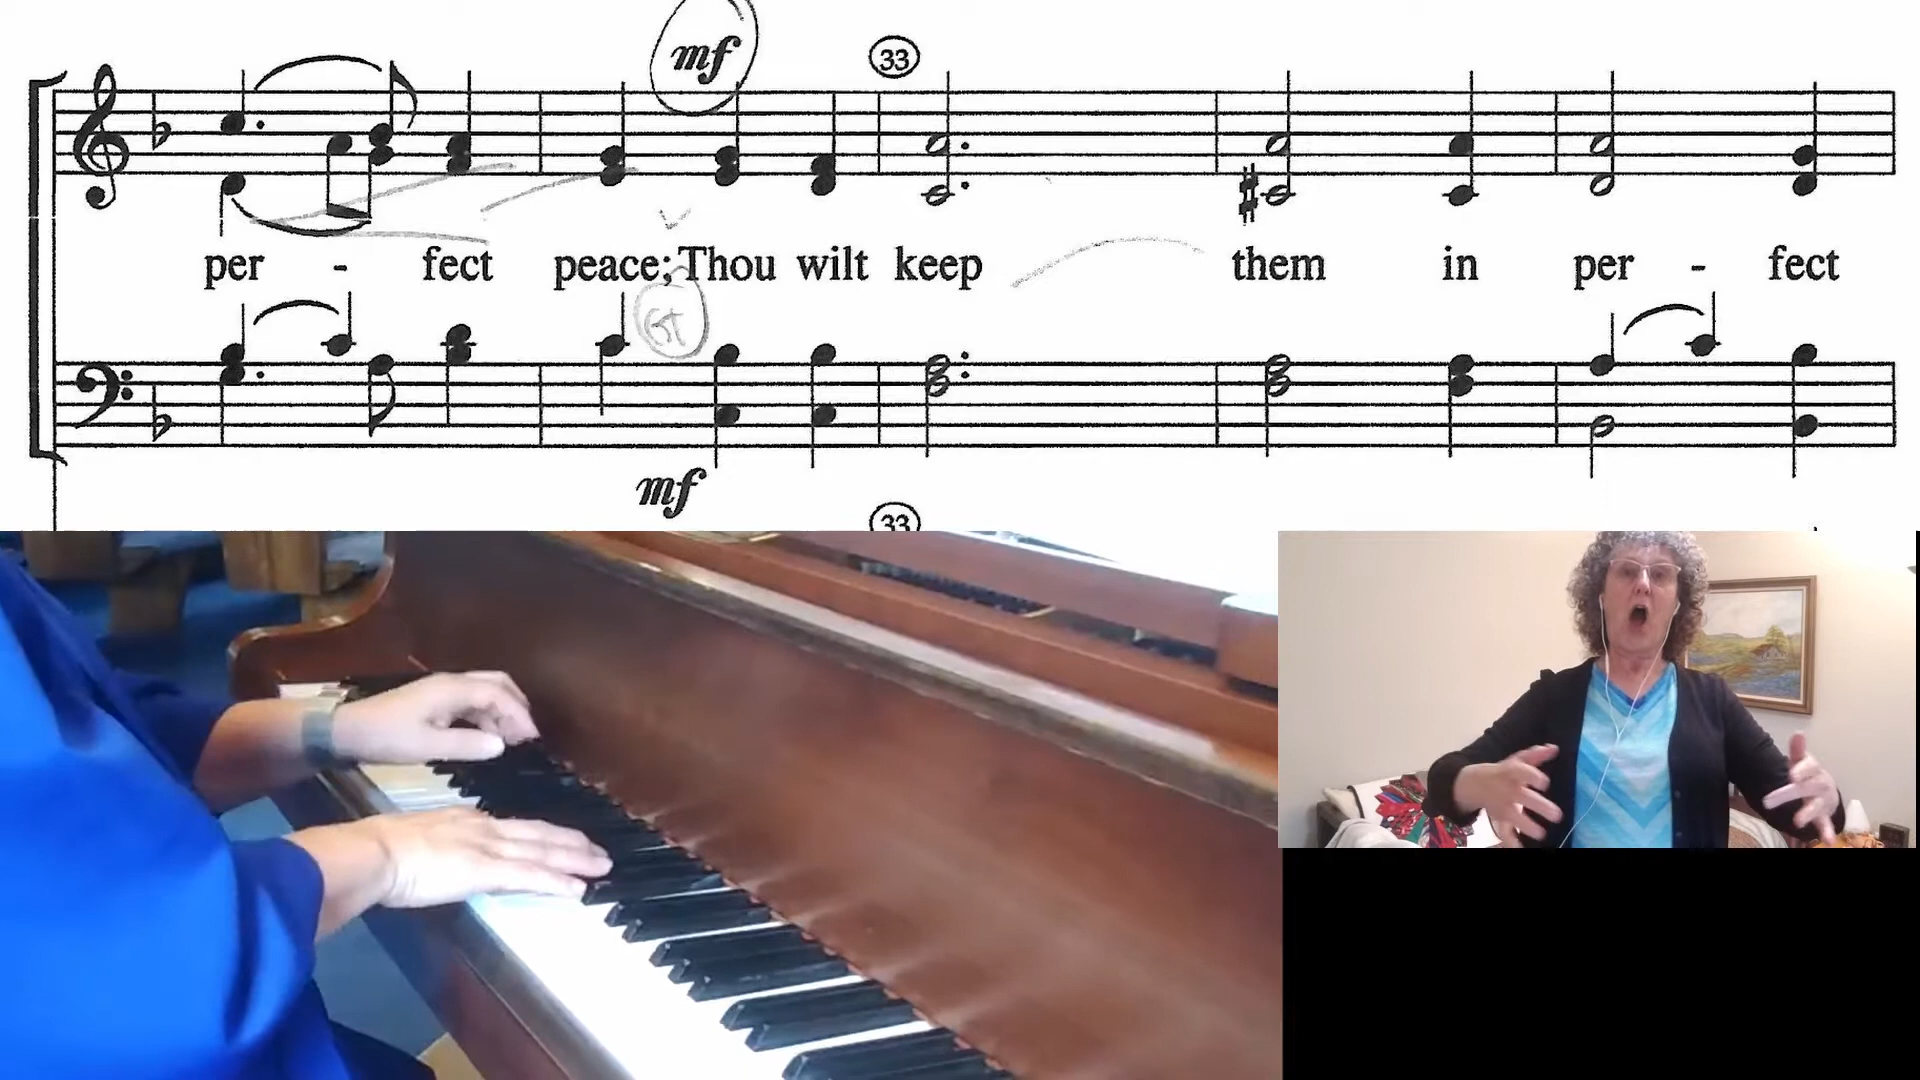 mf
33
per - fect peace; Thou wilt keep them in per - fect
mf
33